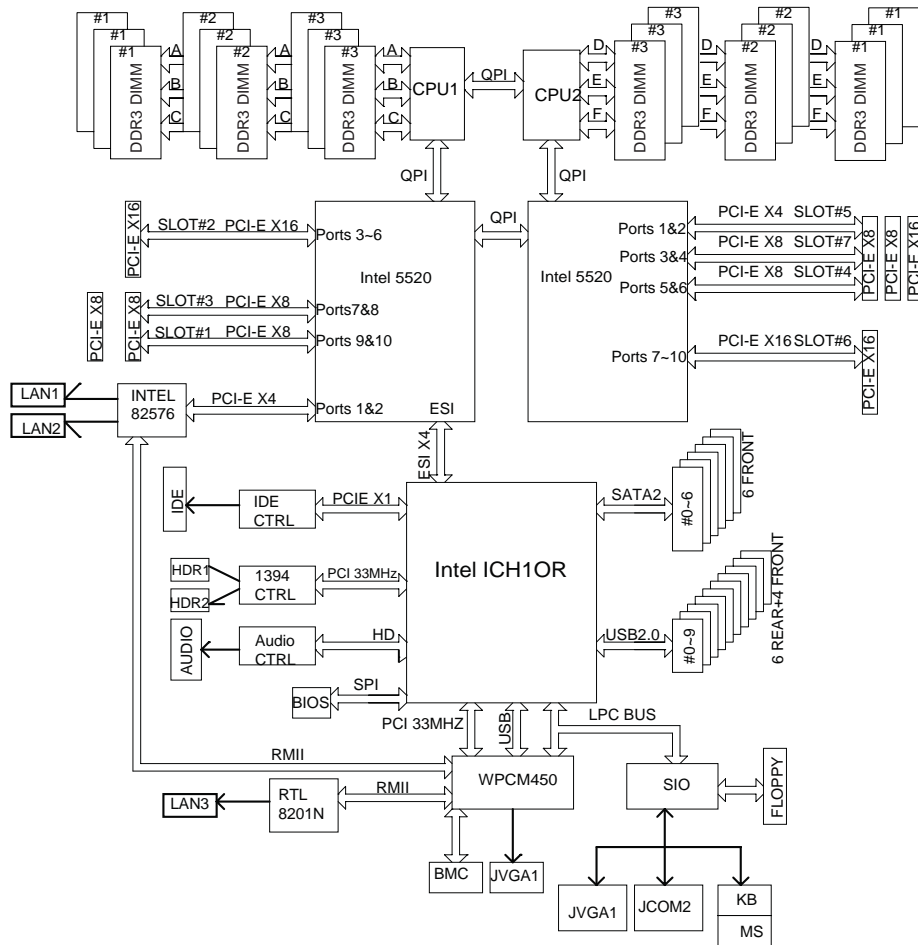 #1 #2 #3 #3 #2 #1
#1 #2 #3 #3 #2 #1
#1 A #2 A #3 A D #3 D #2 D #1
DDR3 DIMM DDR3 DIMM DDR3 DIMM CPU1 QPI CPU2 DDR3 DIMM DDR3 DIMM DDR3 DIMM
B B B E E E
C C C F F F
QPI QPI
PCI-E X16 SLOT#2 PCI-E X16 Ports 3~6 QPI Ports 1&2 PCI-E X4 SLOT#5
Ports 3&4 PCI-E X8 SLOT#7
Intel 5520 Intel 5520 Ports 5&6 PCI-E X8 SLOT#4
PCI-E X8 PCI-E X8 PCI-E X16
PCI-E X8 PCI-E X8 SLOT#3 PCI-E X8 Ports7&8
SLOT#1 PCI-E X8 Ports 9&10
Ports 7~10 PCI-E X16 SLOT#6 PCI-E X16
LAN1 INTEL
82576 PCI-E X4 Ports 1&2 ESI
LAN2
ESI X4
IDE IDE
CTRL PCIE X1 SATA2 #0~6 6 FRONT
HDR1 1394
CTRL PCI 33MHz Intel ICH1OR
HDR2
AUDIO Audio
CTRL HD USB2.0 #0~9 6 REAR+4 FRONT
BIOS SPI
PCI 33MHZ USB LPC BUS
RMII WPCM450 SIO FLOPPY
LAN3 RTL
8201N RMII
BMC JVGA1
JVGA1 JCOM2 KB
MS